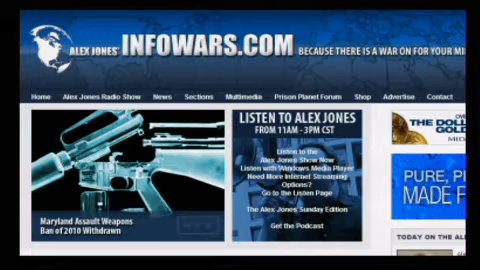 ALEX JONES' INFOWARS.COM BECAUSE THERE IS A WAR ON FOR YOUR MI
Home Alex Jones Radio Show News Sections Multimedia Prison Planet Forum Shop Advertise Contact
LISTEN TO ALEX JONES
FROM 11AM - 3PM CST
Listen to the
Alex Jones Show Now
Listen with Windows Media Player
Need More Internet Streaming
Options?
Go to the Listen Page
The Alex Jones Sunday Edition
Get the Podcast
Maryland Assault Weapons
Ban of 2010 Withdrawn
THE DOLL
GOLD
MID
PURE, P
MADE F
TODAY ON THE AL